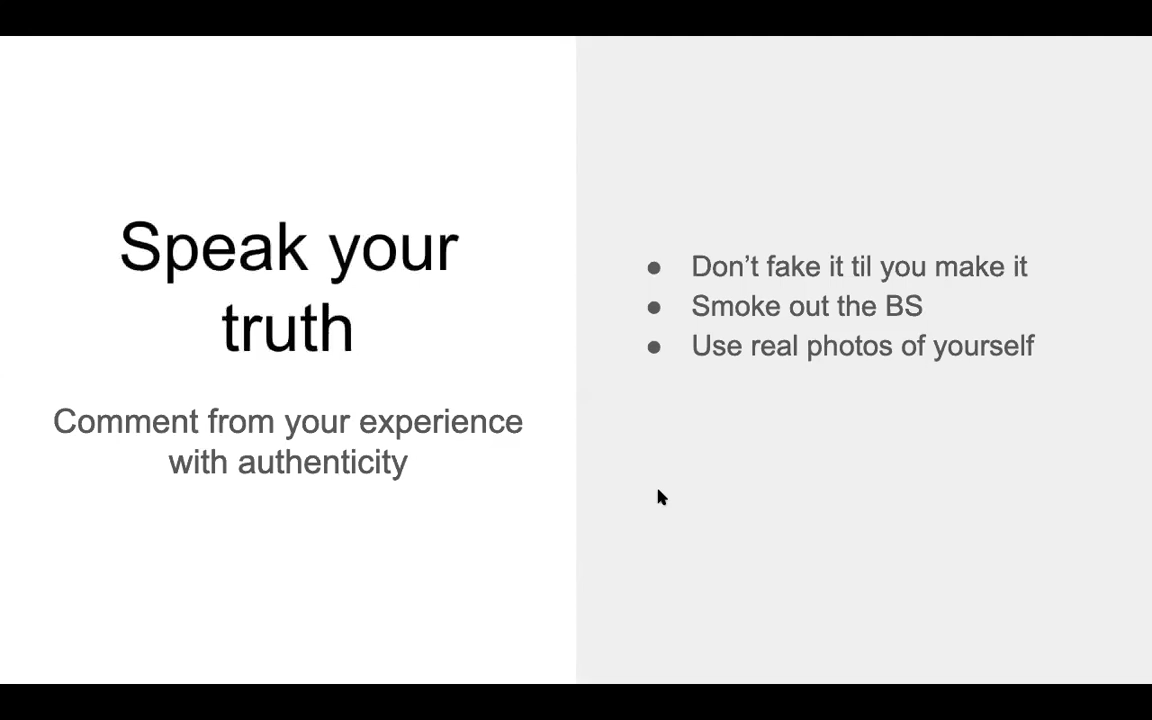 Speak your
truth
Comment from your experience
with authenticity
● Don’t fake it til you make it
● Smoke out the BS
● Use real photos of yourself